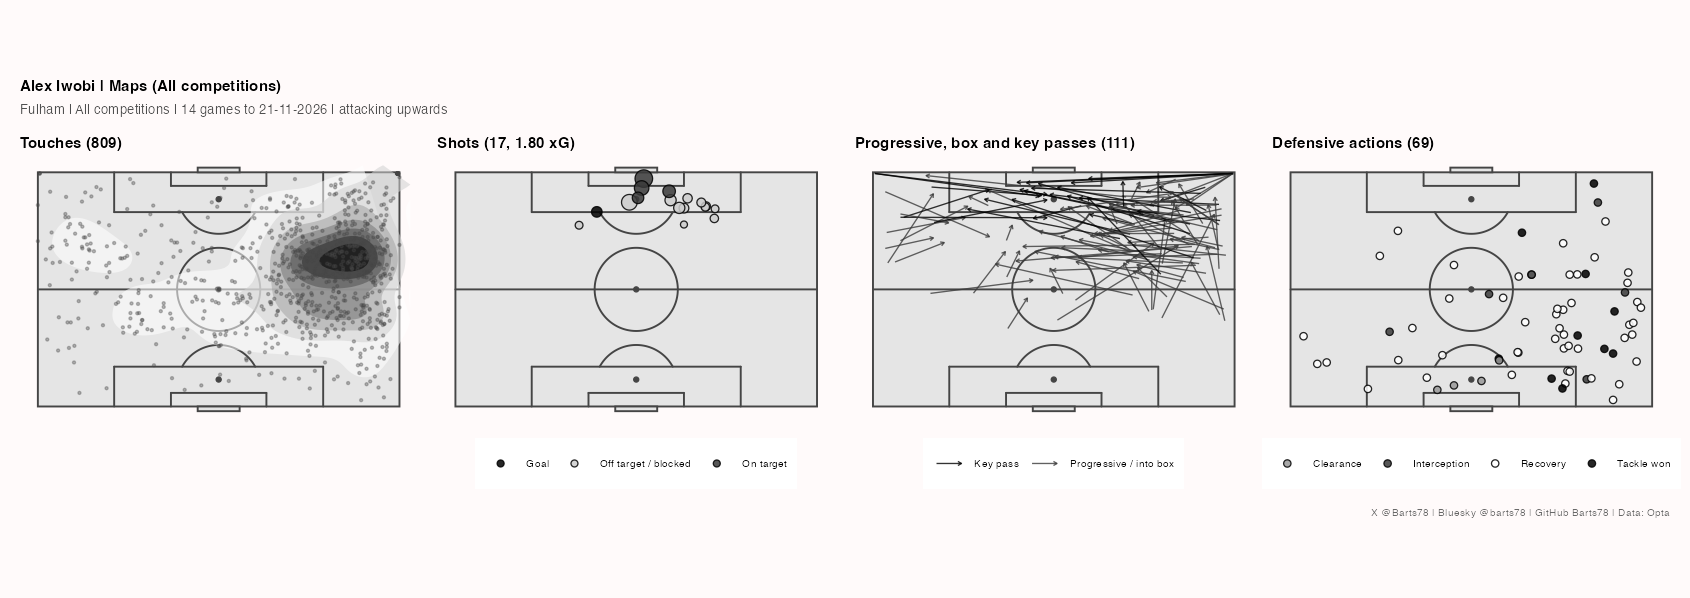 Alex Iwobi | Maps (All competitions)
Fulham | All competitions | 14 games to 21-11-2026 | attacking upwards
Touches (809)
Shots (17, 1.80 xG)
Progressive, box and key passes (111)
Defensive actions (69)
Goal
Off target / blocked
On target
Key pass
Progressive / into box
Clearance
Interception
Recovery
Tackle won
X @Barts78 | Bluesky @barts78 | GitHub Barts78 | Data: Opta